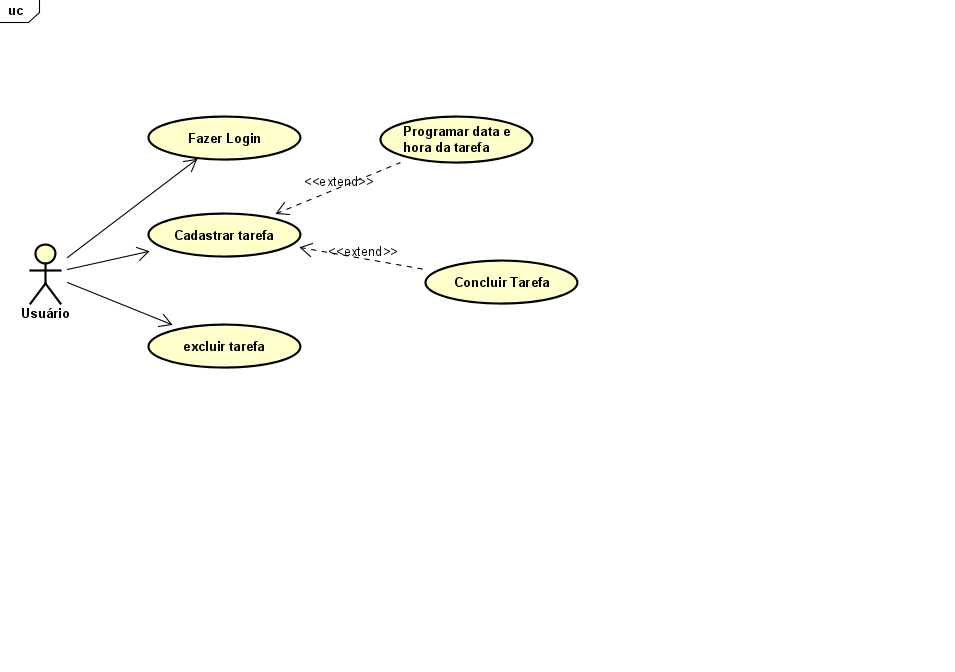 uc
Fazer Login
Programar data e
hora da tarefa
<<extend>>
Cadastrar tarefa
<<extend>>
Concluir Tarefa
Usuário
excluir tarefa